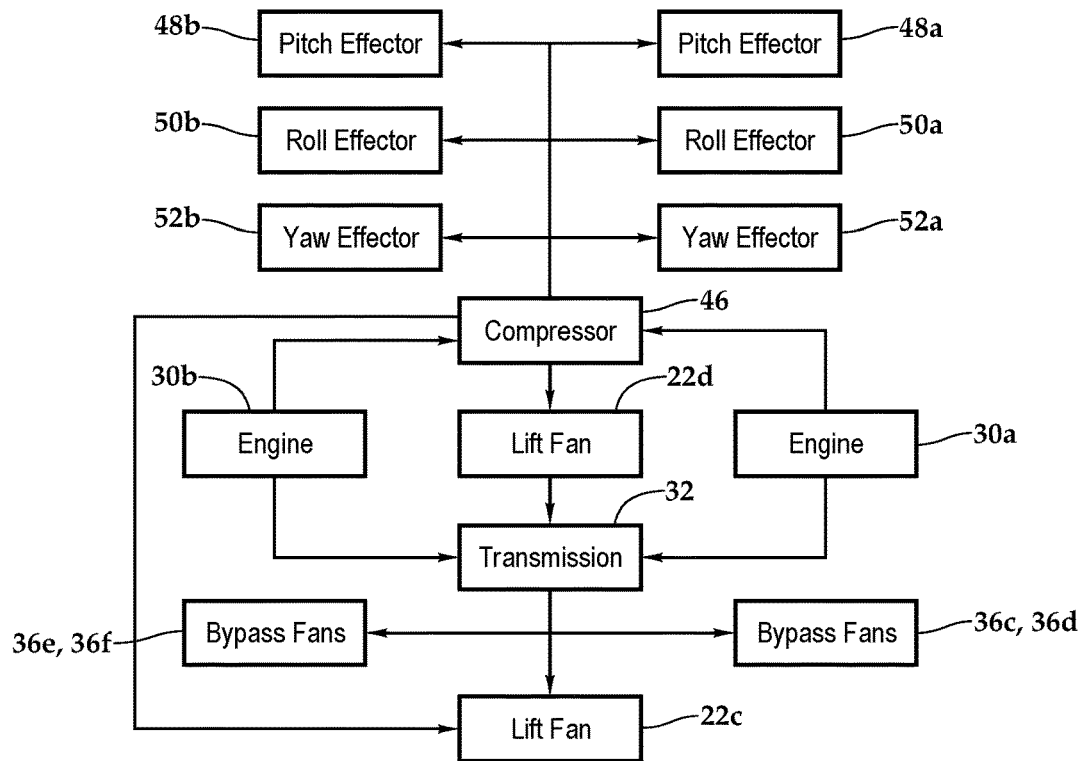 48b
Pitch Effector
Pitch Effector
48a
50b
Roll Effector
Roll Effector
50a
52b
Yaw Effector
Yaw Effector
52a
46
Compressor
30b
22d
Engine
Lift Fan
Engine
30a
32
Transmission
36e, 36f
Bypass Fans
Bypass Fans
36c, 36d
Lift Fan
22c